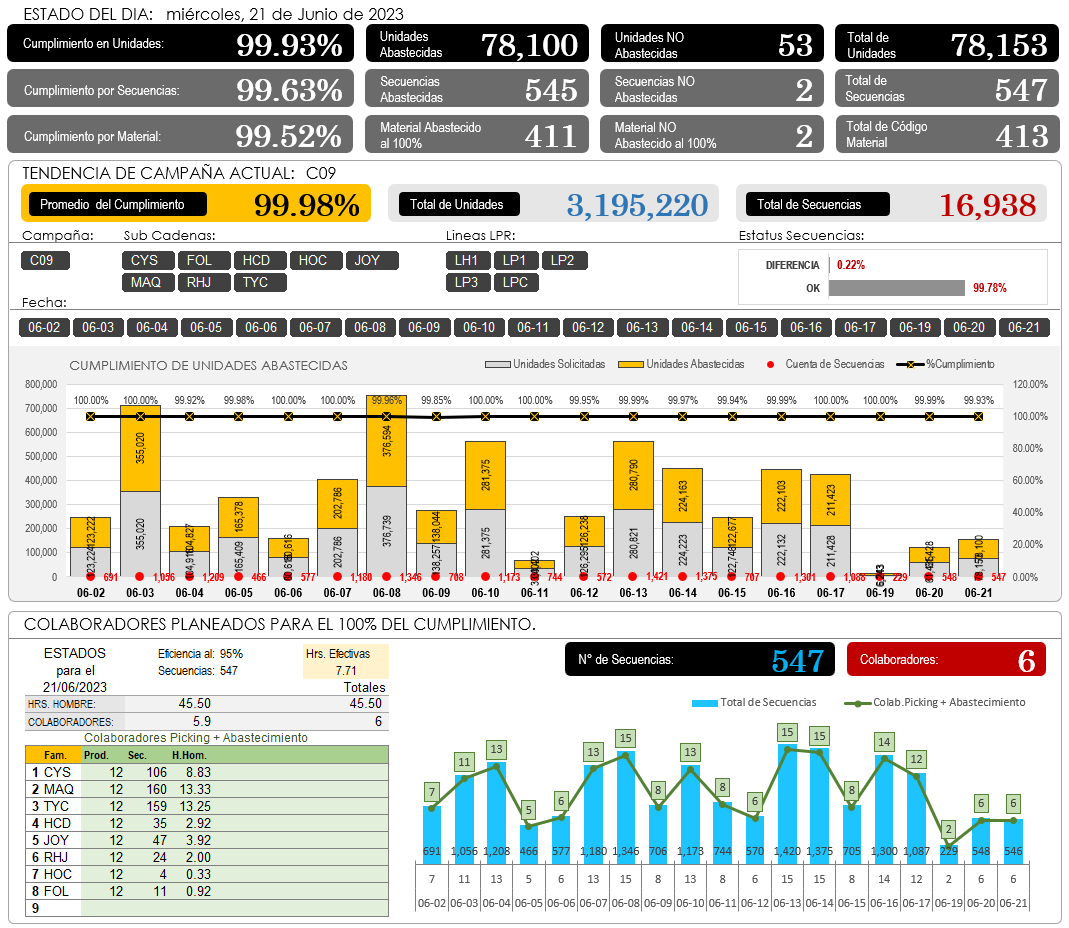 ESTADO DEL DIA: miércoles, 21 de Junio de 2023
Cumplimiento en Unidades: 99.93%
Unidades Abastecidas 78,100
Unidades NO Abastecidas 53
Total de Unidades 78,153
Cumplimiento por Secuencias: 99.63%
Secuencias Abastecidas 545
Secuencias NO Abastecidas 2
Total de Secuencias 547
Cumplimiento por Material: 99.52%
Material Abastecido al 100% 411
Material NO Abastecido al 100% 2
Total de Código Material 413
TENDENCIA DE CAMPAÑA ACTUAL: C09
Promedio del Cumplimiento 99.98%
Total de Unidades 3,195,220
Total de Secuencias 16,938
Campaña: Sub Cadenas: Lineas LPR: Estatus Secuencias:
C09 CYS FOL HCD HOC JOY LH1 LP1 LP2
MAQ RHJ TYC LP3 LPC
DIFERENCIA 0.22%
OK 99.78%
Fecha:
06-02 06-03 06-04 06-05 06-06 06-07 06-08 06-09 06-10 06-11 06-12 06-13 06-14 06-15 06-16 06-17 06-19 06-20 06-21
CUMPLIMIENTO DE UNIDADES ABASTECIDAS
Unidades Solicitadas Unidades Abastecidas Cuenta de Secuencias %Cumplimiento
800,000
700,000
600,000
500,000
400,000
300,000
200,000
100,000
0
120.00%
100.00%
80.00%
60.00%
40.00%
20.00%
0.00%
100.00% 100.00% 99.92% 99.98% 100.00% 100.00% 99.96% 99.85% 100.00% 100.00% 99.95% 99.99% 99.97% 99.94% 99.99% 100.00% 100.00% 99.99% 99.93%
123,222 355,020 104,827 165,378 202,786 376,594 138,044 281,375 126,238 280,790 224,163 122,677 222,103 211,423 78,100
123,224 355,020 165,409 202,786 376,739 138,257 281,375 126,295 280,821 224,223 122,748 222,132 211,428 78,153
691 1,056 1,209 466 577 1,180 1,346 708 1,173 744 572 1,421 1,375 707 1,301 1,088 229 548 547
06-02 06-03 06-04 06-05 06-06 06-07 06-08 06-09 06-10 06-11 06-12 06-13 06-14 06-15 06-16 06-17 06-19 06-20 06-21
COLABORADORES PLANEADOS PARA EL 100% DEL CUMPLIMIENTO.
ESTADOS
para el
21/06/2023
Eficiencia al: 95%
Secuencias: 547
Hrs. Efectivas
7.71
Totales
HRS. HOMBRE: 45.50 45.50
COLABORADORES: 5.9 6
Colaboradores Picking + Abastecimiento
Fam. Prod. Sec. H.Hom.
1 CYS 12 106 8.83
2 MAQ 12 160 13.33
3 TYC 12 159 13.25
4 HCD 12 35 2.92
5 JOY 12 47 3.92
6 RHJ 12 24 2.00
7 HOC 12 4 0.33
8 FOL 12 11 0.92
9
N° de Secuencias: 547
Colaboradores: 6
Total de Secuencias Colab.Picking + Abastecimiento
7 11 13 5 6 13 15 8 13 8 6 15 15 8 14 12 2 6 6
691 1,056 1,208 466 577 1,180 1,346 706 1,173 744 570 1,420 1,375 705 1,300 1,087 229 548 546
7 11 13 5 6 13 15 8 13 8 6 15 15 8 14 12 2 6 6
06-02 06-03 06-04 06-05 06-06 06-07 06-08 06-09 06-10 06-11 06-12 06-13 06-14 06-15 06-16 06-17 06-19 06-20 06-21